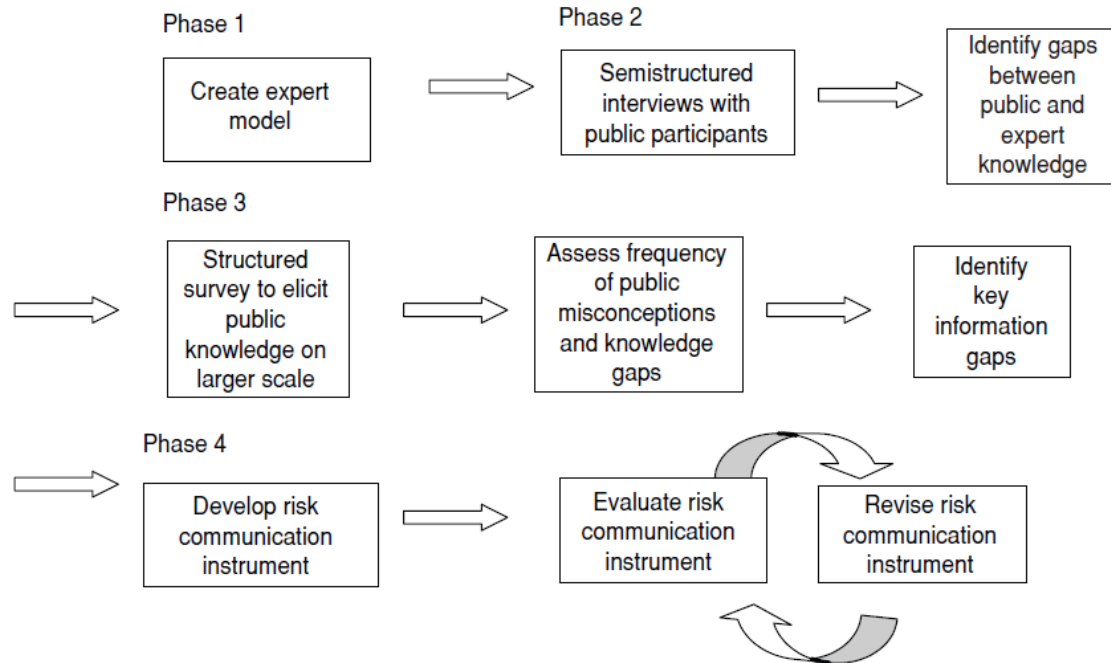 Phase 1
Create expert
model
Phase 2
Semistructured
interviews with
public participants
Identify gaps
between
public and
expert
knowledge
Phase 3
Structured
survey to elicit
public
knowledge on
larger scale
Assess frequency
of public
misconceptions
and knowledge
gaps
Identify
key
information
gaps
Phase 4
Develop risk
communication
instrument
Evaluate risk
communication
instrument
Revise risk
communication
instrument